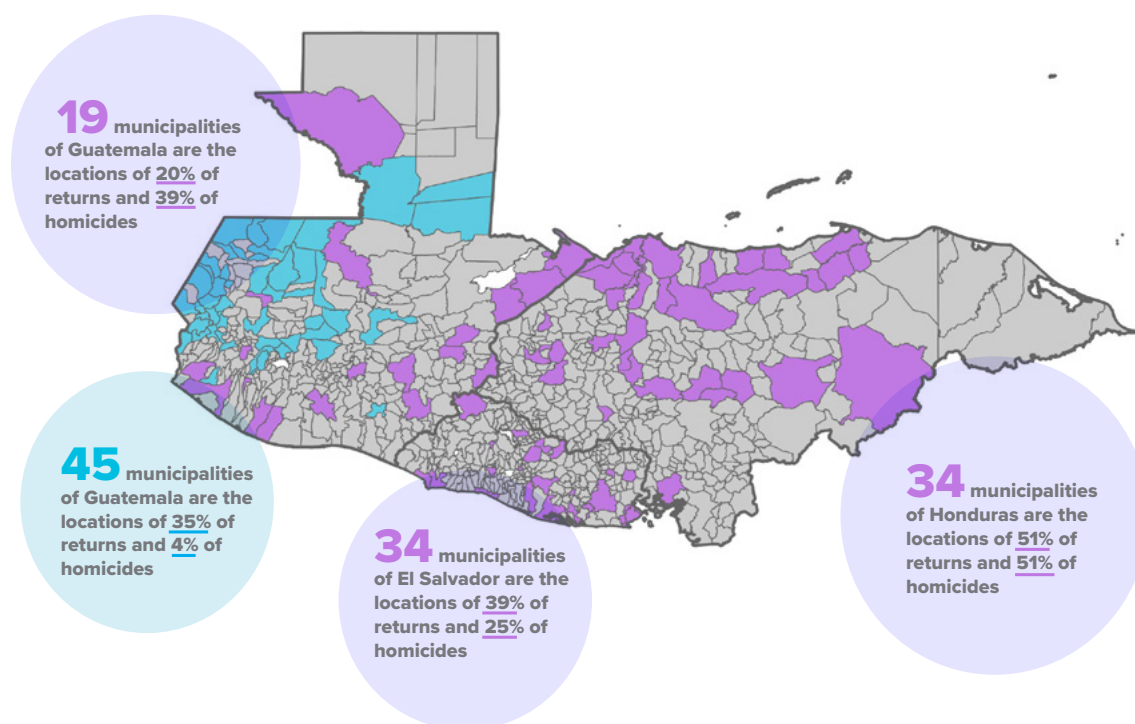 19 municipalities
of Guatemala are the
locations of 20% of
returns and 39% of
homicides
45 municipalities
of Guatemala are the
locations of 35% of
returns and 4% of
homicides
34 municipalities
of El Salvador are the
locations of 39% of
returns and 25% of
homicides
34 municipalities
of Honduras are the
locations of 51% of
returns and 51% of
homicides